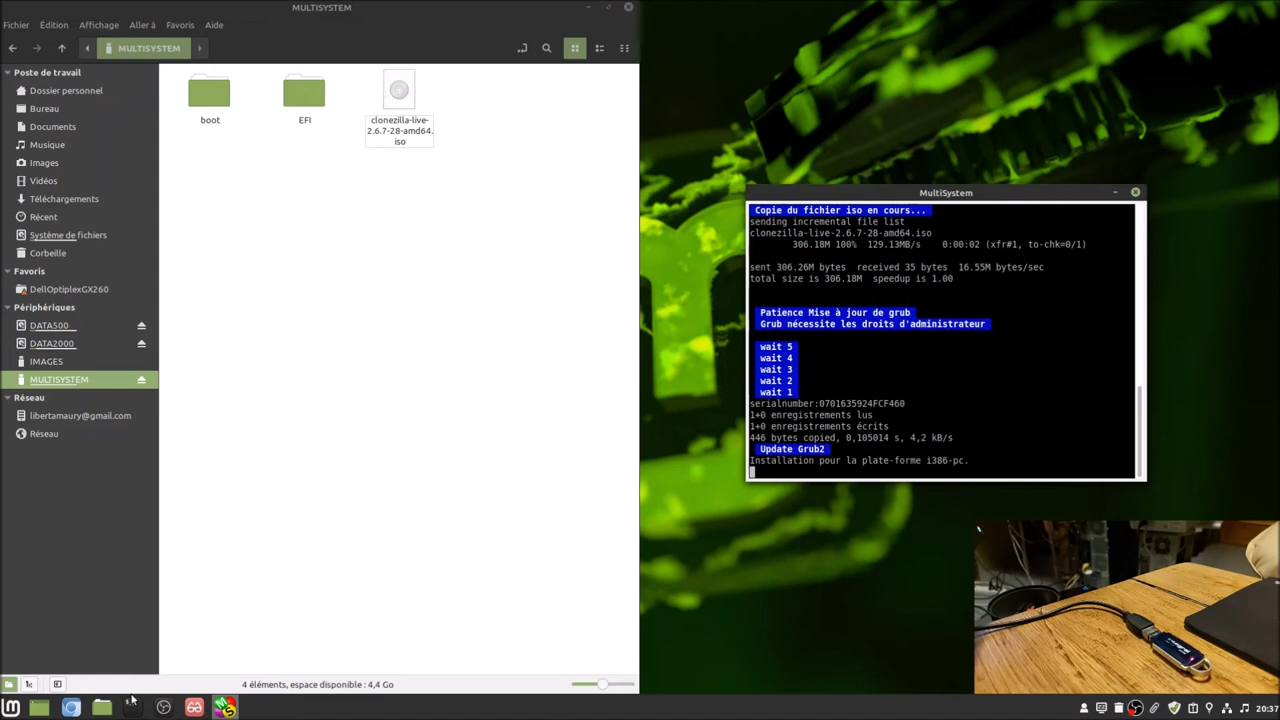 MULTISYSTEM
Fichier Édition Affichage Aller à Favoris Aide
MULTISYSTEM
Poste de travail
Dossier personnel
Bureau
Documents
Musique
Images
Vidéos
Téléchargements
Récent
Système de fichiers
Corbeille
Favoris
DellOptiplexGX260
Périphériques
DATA500
DATA2000
IMAGES
MULTISYSTEM
Réseau
libertamaury@gmail.com
Réseau
boot
EFI
clonezilla-live-
2.6.7-28-amd64.
iso
4 éléments, espace disponible : 4,4 Go
MultiSystem
Copie du fichier iso en cours...
sending incremental file list
clonezilla-live-2.6.7-28-amd64.iso
306.18M 100% 129.13MB/s 0:00:02 (xfr#1, to-chk=0/1)
sent 306.26M bytes received 35 bytes 16.55M bytes/sec
total size is 306.18M speedup is 1.00
Patience Mise à jour de grub
Grub nécessite les droits d'administrateur
wait 5
wait 4
wait 3
wait 2
wait 1
serialnumber:0701635924FCF460
1+0 enregistrements lus
1+0 enregistrements écrits
446 bytes copied, 0,105014 s, 4,2 kB/s
Update Grub2
Installation pour la plate-forme i386-pc.
20:37